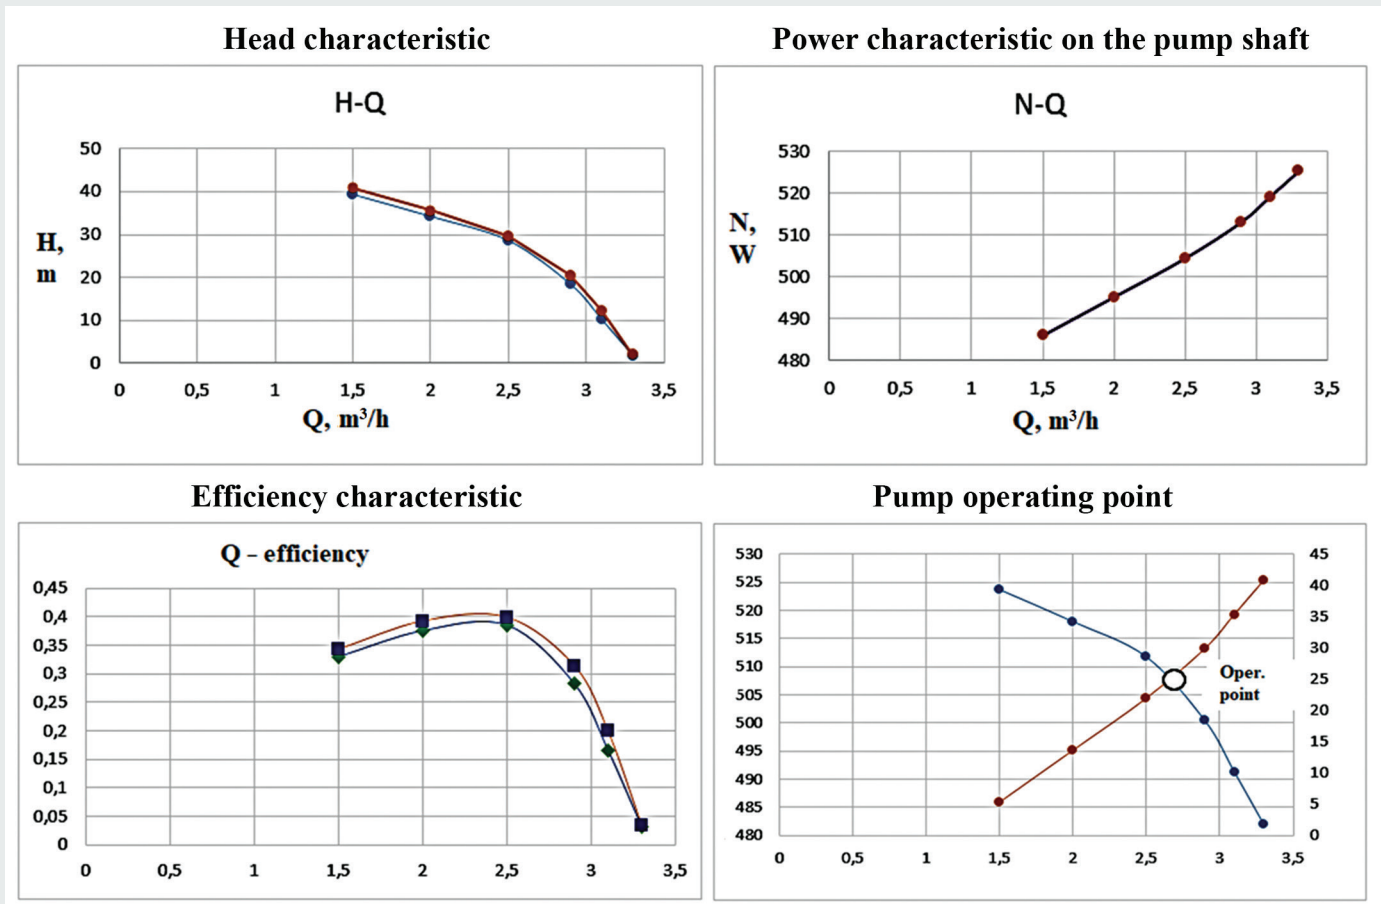 Head characteristic
Power characteristic on the pump shaft
H-Q
50
40
30
20
10
0
H,
m
0 0,5 1 1,5 2 2,5 3 3,5
Q, m³/h
N-Q
530
520
510
500
490
480
N,
W
0 0,5 1 1,5 2 2,5 3 3,5
Q, m³/h
Efficiency characteristic
Pump operating point
Q – efficiency
0,45
0,4
0,35
0,3
0,25
0,2
0,15
0,1
0,05
0
0 0,5 1 1,5 2 2,5 3 3,5
530
525
520
515
510
505
500
495
490
485
480
45
40
35
30
25
20
15
10
5
0
Oper.
point
0 0,5 1 1,5 2 2,5 3 3,5